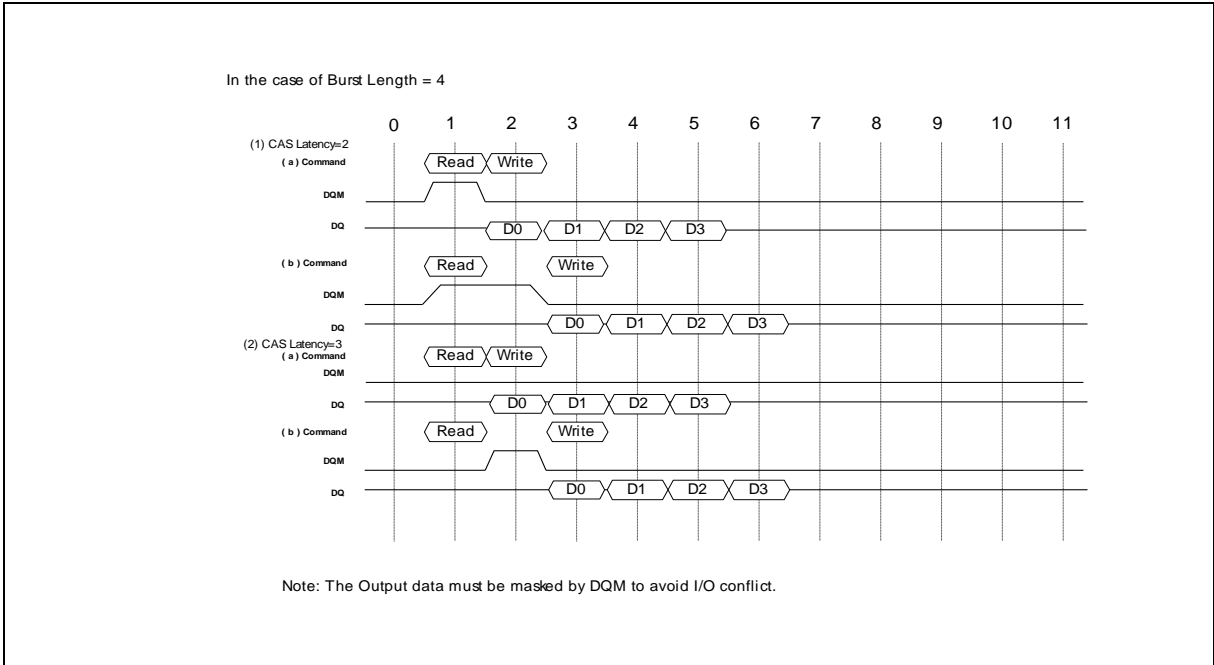 In the case of Burst Length = 4
0 1 2 3 4 5 6 7 8 9 10 11
(1) CAS Latency=2
( a ) Command Read Write
DQM
DQ D0 D1 D2 D3
( b ) Command Read Write
DQM
DQ D0 D1 D2 D3
(2) CAS Latency=3
( a ) Command Read Write
DQM
DQ D0 D1 D2 D3
( b ) Command Read Write
DQM
DQ D0 D1 D2 D3
Note: The Output data must be masked by DQM to avoid I/O conflict.